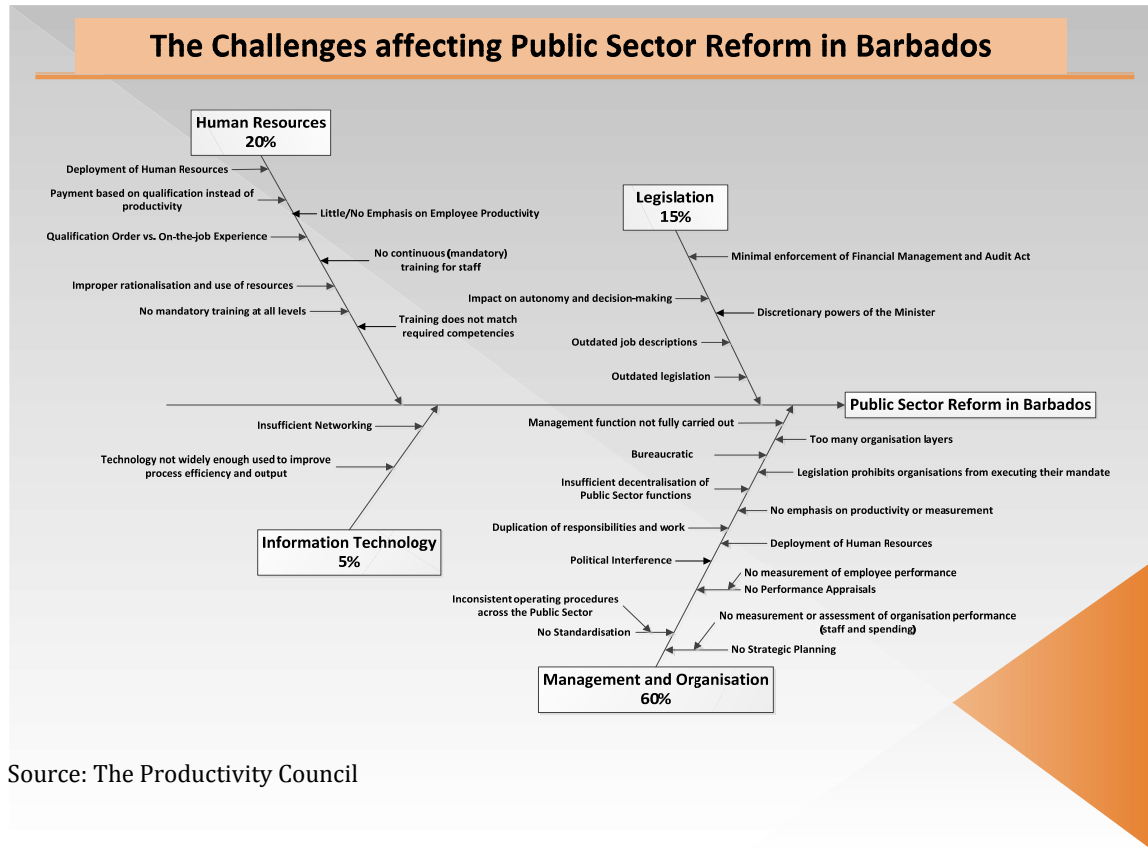 The Challenges affecting Public Sector Reform in Barbados
Human Resources
20%
Deployment of Human Resources
Payment based on qualification instead of
productivity
Little/No Emphasis on Employee Productivity
Qualification Order vs. On-the-job Experience
No continuous (mandatory)
training for staff
Improper rationalisation and use of resources
No mandatory training at all levels
Training does not match
required competencies
Legislation
15%
Minimal enforcement of Financial Management and Audit Act
Impact on autonomy and decision-making
Discretionary powers of the Minister
Outdated job descriptions
Outdated legislation
Public Sector Reform in Barbados
Insufficient Networking
Technology not widely enough used to improve
process efficiency and output
Information Technology
5%
Management function not fully carried out
Too many organisation layers
Bureaucratic
Legislation prohibits organisations from executing their mandate
Insufficient decentralisation of
Public Sector functions
No emphasis on productivity or measurement
Duplication of responsibilities and work
Deployment of Human Resources
Political Interference
No measurement of employee performance
No Performance Appraisals
Inconsistent operating procedures
across the Public Sector
No Standardisation
No measurement or assessment of organisation performance
(staff and spending)
No Strategic Planning
Management and Organisation
60%
Source: The Productivity Council